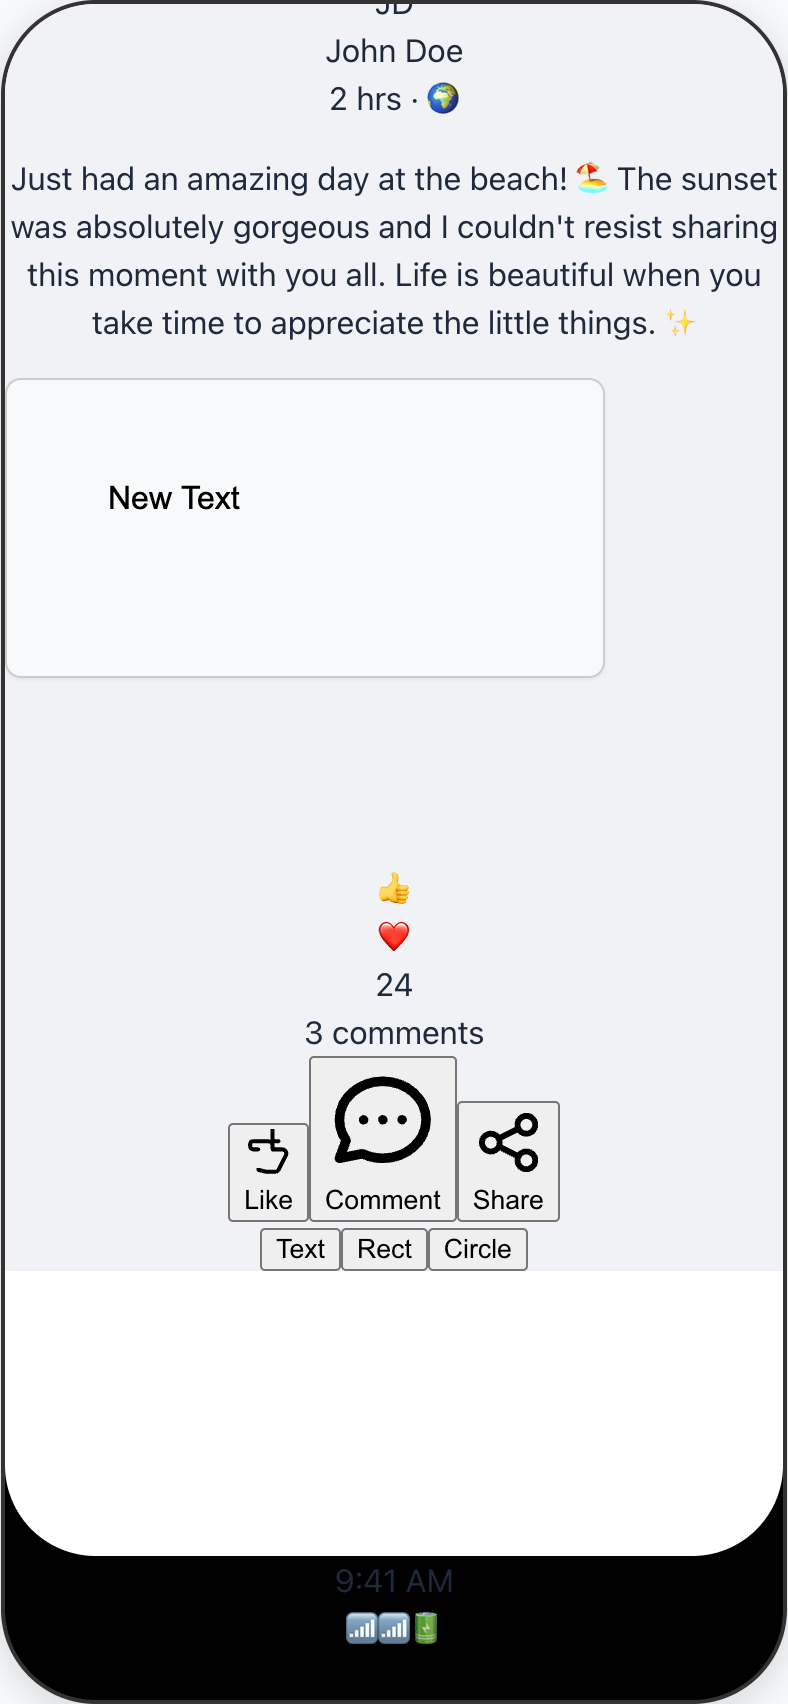 JD
John Doe
2 hrs · 🌍
Just had an amazing day at the beach! 🏖️ The sunset
was absolutely gorgeous and I couldn't resist sharing
this moment with you all. Life is beautiful when you
take time to appreciate the little things. ✨
New Text
👍
❤️
24
3 comments
Like Comment Share
Text Rect Circle
9:41 AM
📶📶🔋